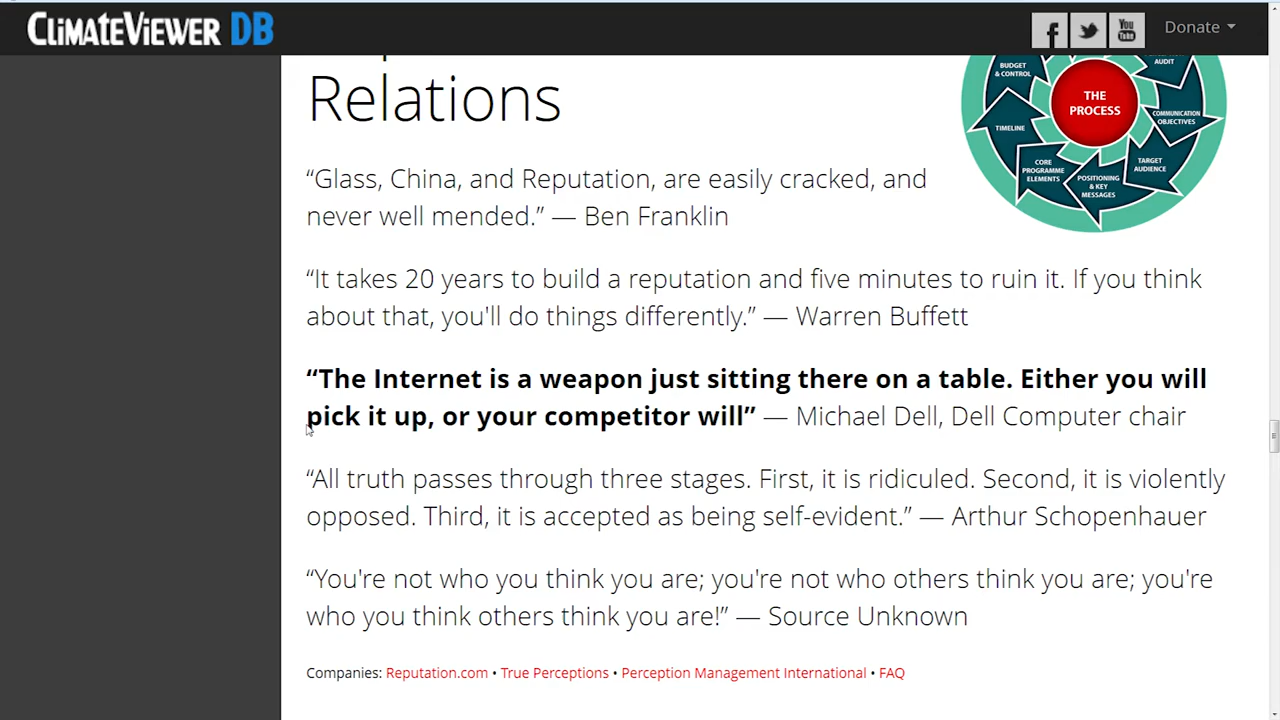 CLIMATEVIEWER DB
Donate
Relations
AUDIT
BUDGET
& CONTROL
THE
PROCESS
COMMUNICATION
OBJECTIVES
TIMELINE
CORE
PROGRAMME
ELEMENTS
TARGET
AUDIENCE
POSITIONING
& KEY
MESSAGES
“Glass, China, and Reputation, are easily cracked, and
never well mended.” — Ben Franklin
“It takes 20 years to build a reputation and five minutes to ruin it. If you think
about that, you'll do things differently.” — Warren Buffett
“The Internet is a weapon just sitting there on a table. Either you will
pick it up, or your competitor will” — Michael Dell, Dell Computer chair
“All truth passes through three stages. First, it is ridiculed. Second, it is violently
opposed. Third, it is accepted as being self-evident.” — Arthur Schopenhauer
“You're not who you think you are; you're not who others think you are; you're
who you think others think you are!” — Source Unknown
Companies: Reputation.com • True Perceptions • Perception Management International • FAQ